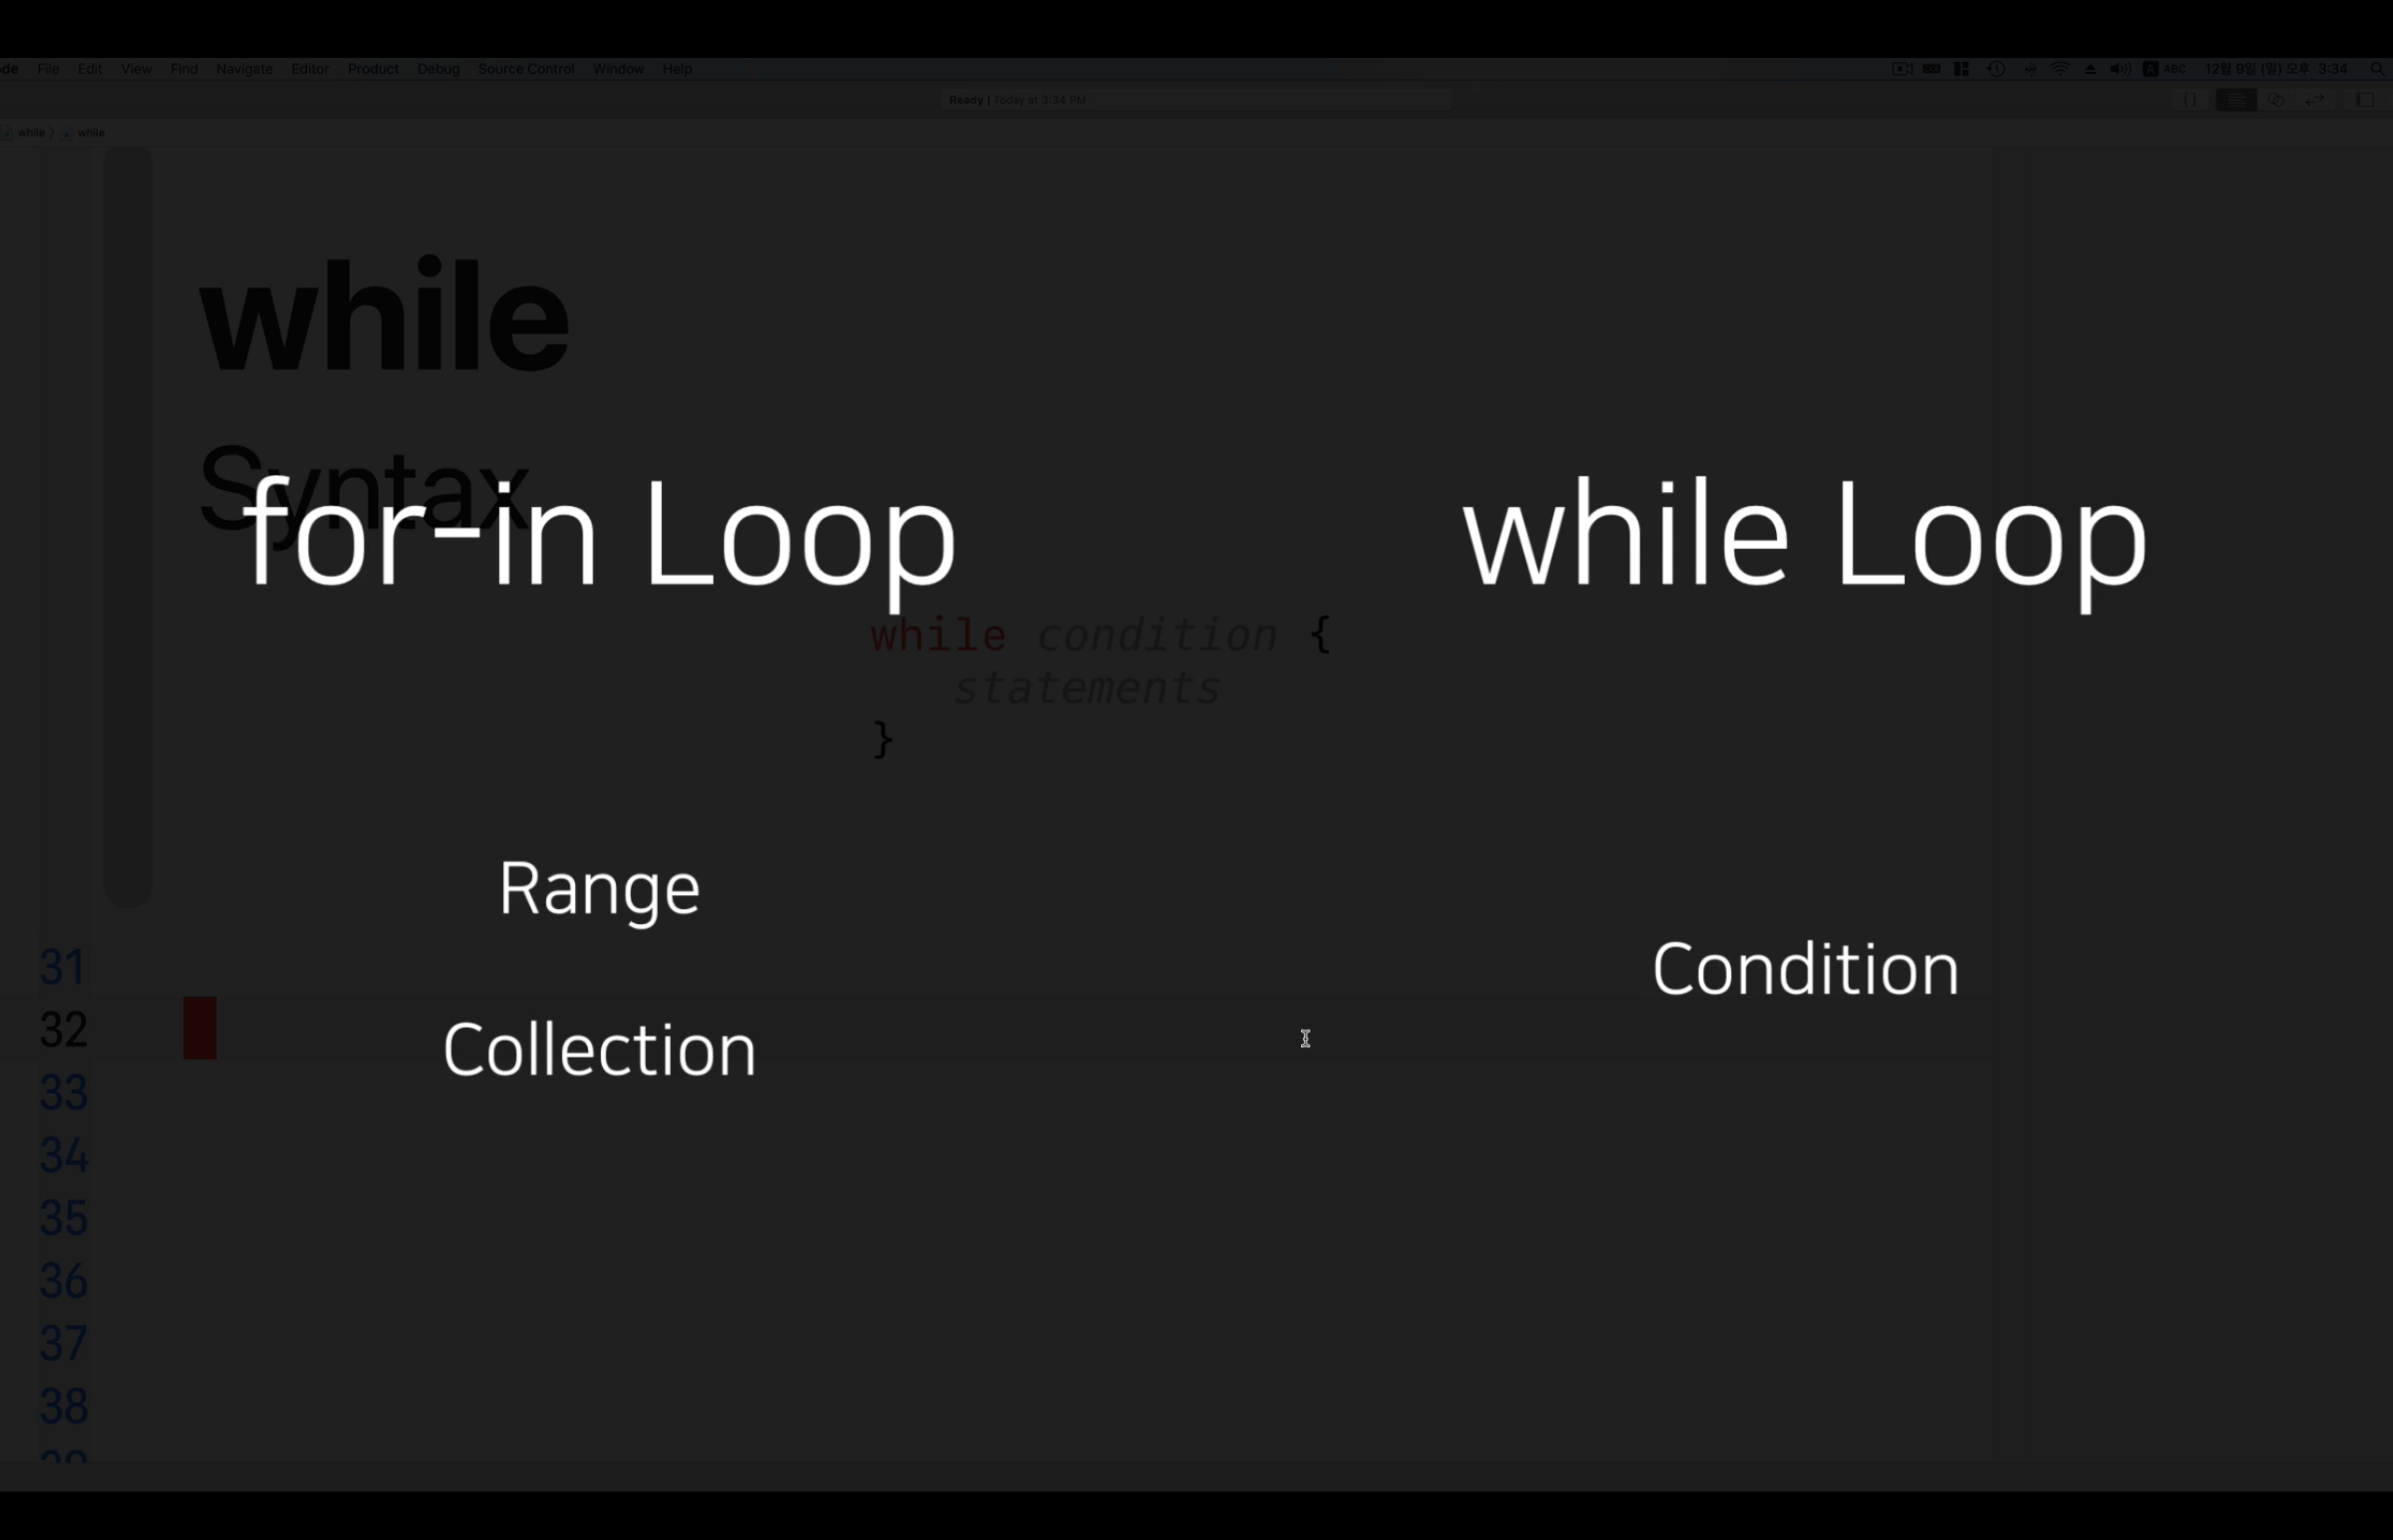 de File Edit View Find Navigate Editor Product Debug Source Control Window Help ABC 12월 9일 (일) 오후 3:34
Ready | Today at 3:34 PM
while while
while
Syntax
for-in Loop
while Loop
while condition {
statements
}
Range
Collection
Condition
31
32
33
34
35
36
37
38